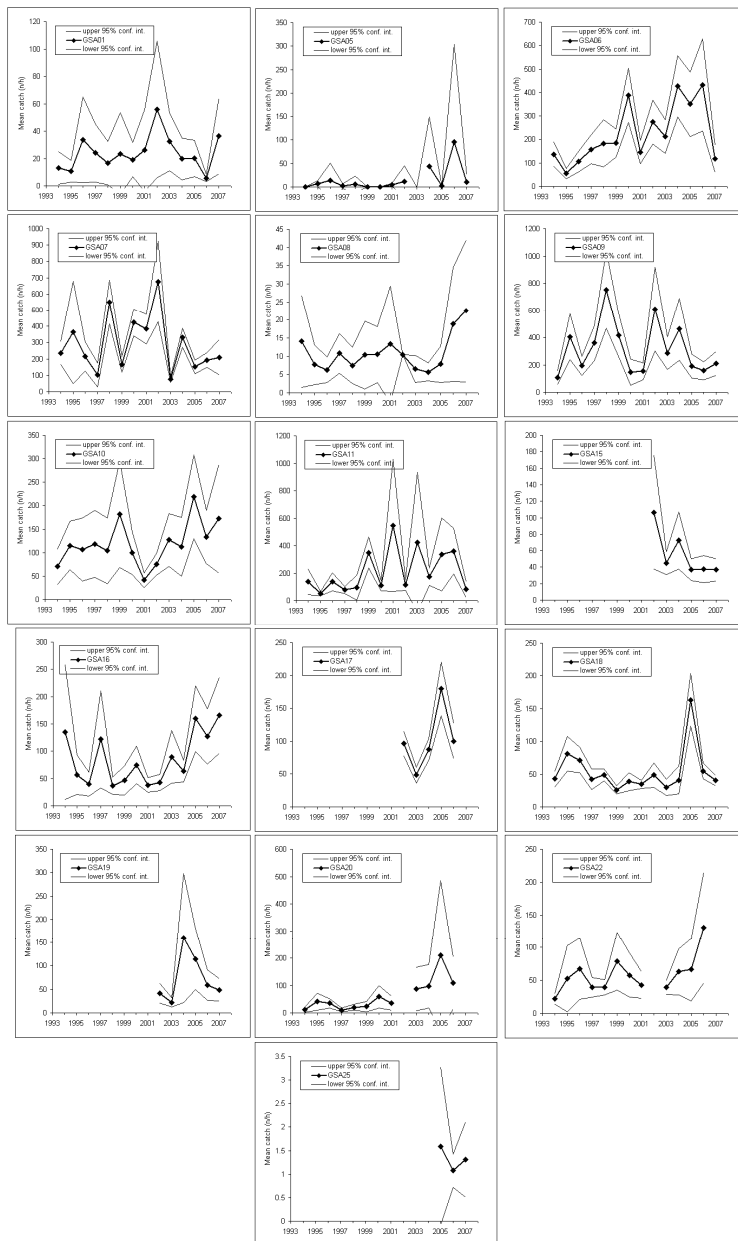 Mean catch (n/h)
120
100
80
60
40
20
0
upper 95% conf. int.
GSA01
lower 95% conf. int.
1993 1995 1997 1999 2001 2003 2005 2007
Mean catch (n/h)
350
300
250
200
150
100
50
0
upper 95% conf. int.
GSA05
lower 95% conf. int.
1993 1995 1997 1999 2001 2003 2005 2007
Mean catch (n/h)
700
600
500
400
300
200
100
0
upper 95% conf. int.
GSA06
lower 95% conf. int.
1993 1995 1997 1999 2001 2003 2005 2007
Mean catch (n/h)
1000
900
800
700
600
500
400
300
200
100
0
upper 95% conf. int.
GSA07
lower 95% conf. int.
1993 1995 1997 1999 2001 2003 2005 2007
Mean catch (n/h)
45
40
35
30
25
20
15
10
5
0
upper 95% conf. int.
GSA08
lower 95% conf. int.
1993 1995 1997 1999 2001 2003 2005 2007
Mean catch (n/h)
1200
1000
800
600
400
200
0
upper 95% conf. int.
GSA09
lower 95% conf. int.
1993 1995 1997 1999 2001 2003 2005 2007
Mean catch (n/h)
350
300
250
200
150
100
50
0
upper 95% conf. int.
GSA10
lower 95% conf. int.
1993 1995 1997 1999 2001 2003 2005 2007
Mean catch (n/h)
1200
1000
800
600
400
200
0
upper 95% conf. int.
GSA11
lower 95% conf. int.
1993 1995 1997 1999 2001 2003 2005 2007
Mean catch (n/h)
200
180
160
140
120
100
80
60
40
20
0
upper 95% conf. int.
GSA15
lower 95% conf. int.
1993 1995 1997 1999 2001 2003 2005 2007
Mean catch (n/h)
300
250
200
150
100
50
0
upper 95% conf. int.
GSA16
lower 95% conf. int.
1993 1995 1997 1999 2001 2003 2005 2007
Mean catch (n/h)
250
200
150
100
50
0
upper 95% conf. int.
GSA17
lower 95% conf. int.
1993 1995 1997 1999 2001 2003 2005 2007
Mean catch (n/h)
250
200
150
100
50
0
upper 95% conf. int.
GSA18
lower 95% conf. int.
1993 1995 1997 1999 2001 2003 2005 2007
Mean catch (n/h)
350
300
250
200
150
100
50
0
upper 95% conf. int.
GSA19
lower 95% conf. int.
1993 1995 1997 1999 2001 2003 2005 2007
Mean catch (n/h)
600
500
400
300
200
100
0
upper 95% conf. int.
GSA20
lower 95% conf. int.
1993 1995 1997 1999 2001 2003 2005 2007
Mean catch (n/h)
250
200
150
100
50
0
upper 95% conf. int.
GSA22
lower 95% conf. int.
1993 1995 1997 1999 2001 2003 2005 2007
Mean catch (n/h)
3.5
3
2.5
2
1.5
1
0.5
0
upper 95% conf. int.
GSA25
lower 95% conf. int.
1993 1995 1997 1999 2001 2003 2005 2007